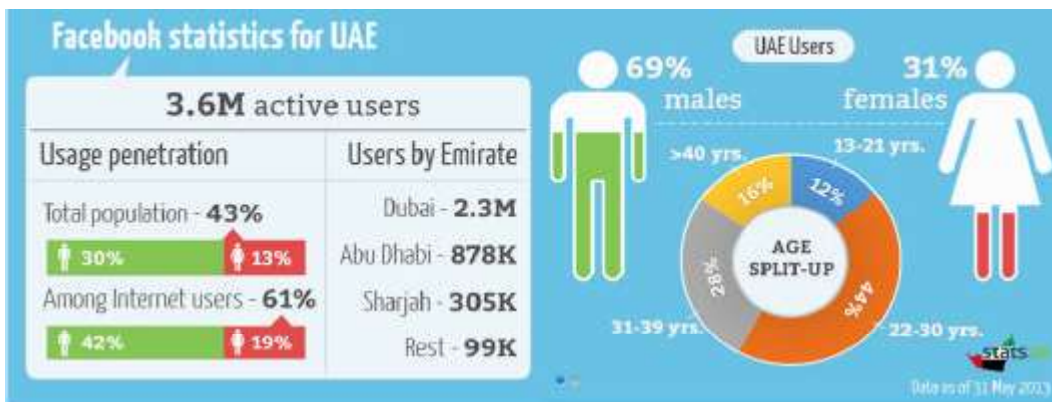 Facebook statistics for UAE
3.6M active users
Usage penetration
Total population - 43%
30%
13%
Among Internet users - 61%
42%
19%
Users by Emirate
Dubai - 2.3M
Abu Dhabi - 878K
Sharjah - 305K
Rest - 99K
UAE Users
69%
males
31%
females
>40 yrs.
13-21 yrs.
16%
12%
AGE
SPLIT-UP
28%
44%
31-39 yrs.
22-30 yrs.
stats
Data as of 31 May 2013